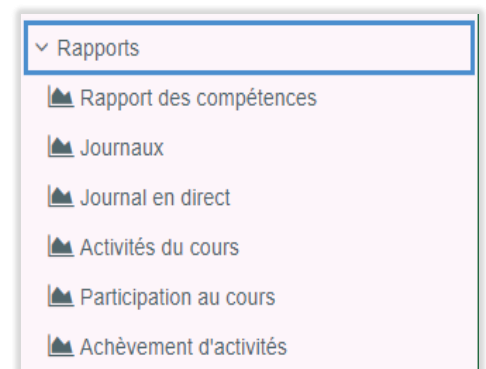 Rapports
Rapport des compétences
Journaux
Journal en direct
Activités du cours
Participation au cours
Achèvement d'activités